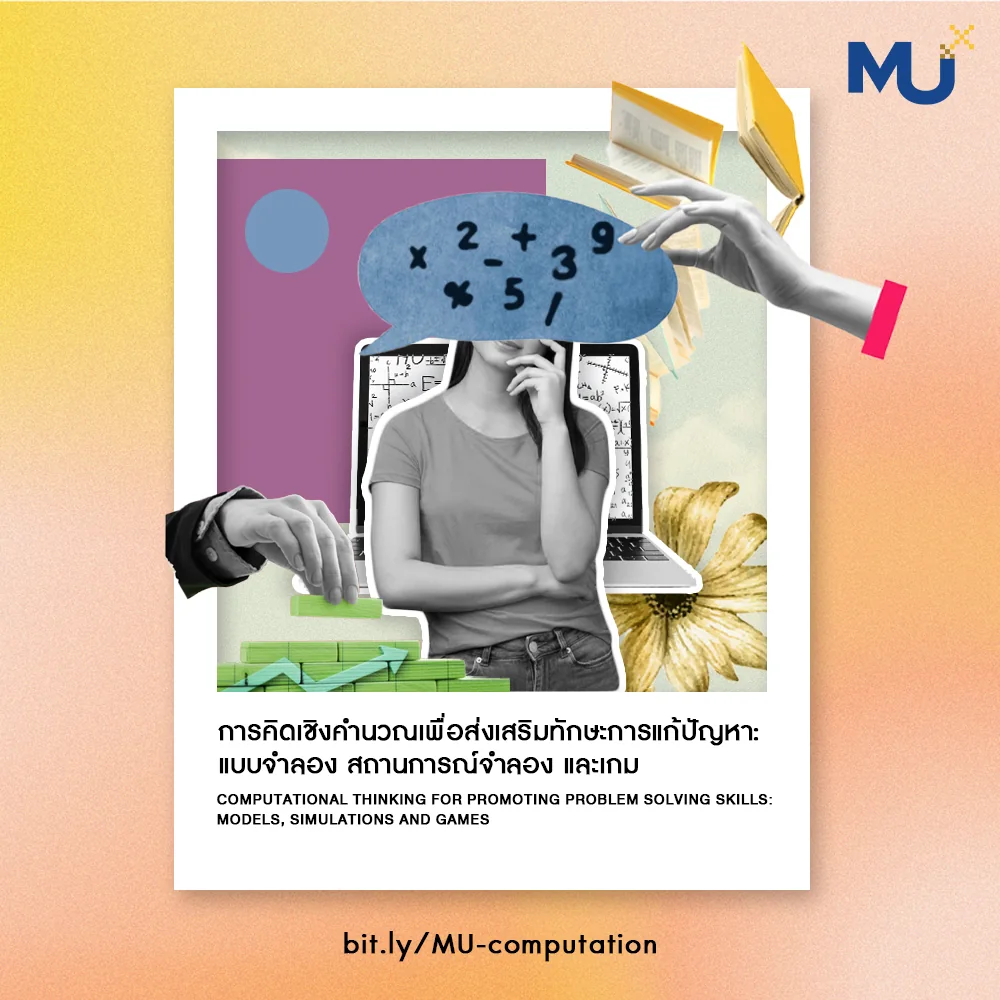 MUX
x 2 + 9
- 3
% 5 /
MU
E=
การคิดเชิงคำนวณเพื่อส่งเสริมทักษะการแก้ปัญหา:
แบบจำลอง สถานการณ์จำลอง และเกม
COMPUTATIONAL THINKING FOR PROMOTING PROBLEM SOLVING SKILLS:
MODELS, SIMULATIONS AND GAMES
bit.ly/MU-computation